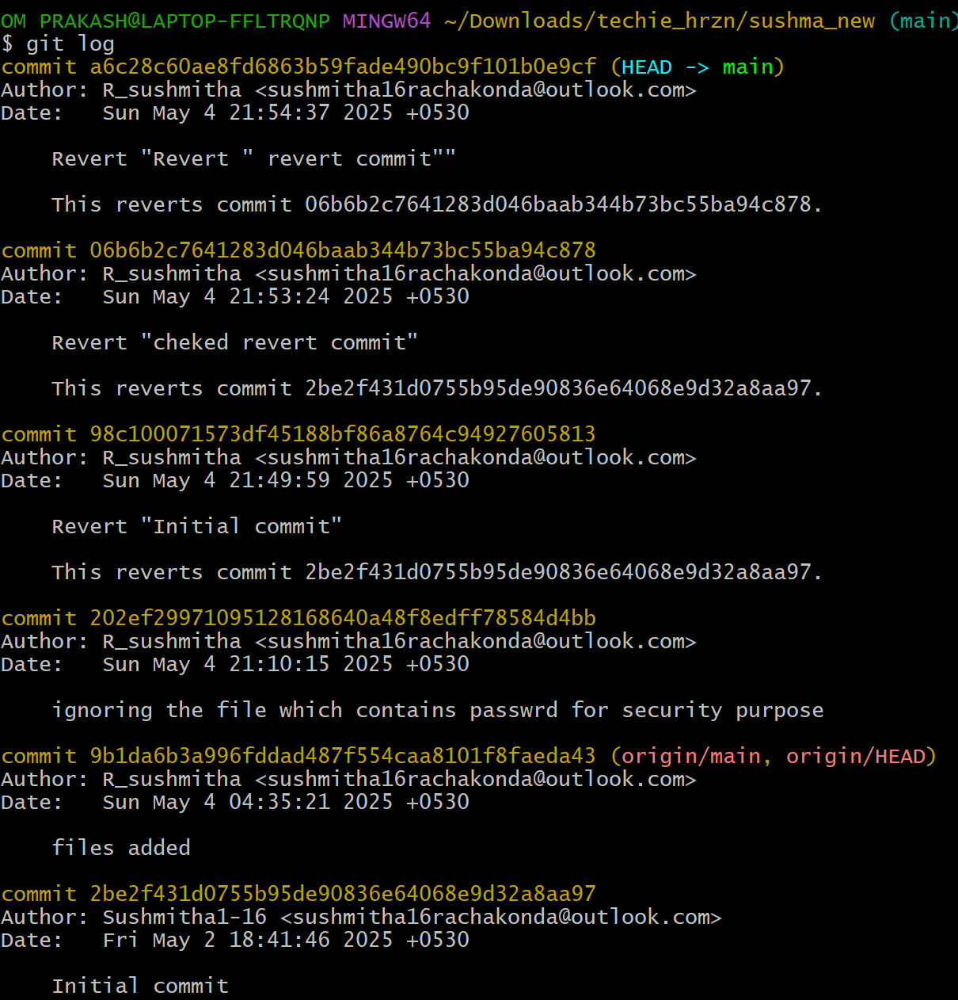 OM PRAKASH@LAPTOP-FFLTRQNP MINGW64 ~/Downloads/techie_hrzn/sushma_new (main)
$ git log
commit a6c28c60ae8fd6863b59fade490bc9f101b0e9cf (HEAD -> main)
Author: R_sushmitha <sushmitha16rachakonda@outlook.com>
Date:   Sun May 4 21:54:37 2025 +0530

    Revert "Revert " revert commit""

    This reverts commit 06b6b2c7641283d046baab344b73bc55ba94c878.

commit 06b6b2c7641283d046baab344b73bc55ba94c878
Author: R_sushmitha <sushmitha16rachakonda@outlook.com>
Date:   Sun May 4 21:53:24 2025 +0530

    Revert "cheked revert commit"

    This reverts commit 2be2f431d0755b95de90836e64068e9d32a8aa97.

commit 98c100071573df45188bf86a8764c94927605813
Author: R_sushmitha <sushmitha16rachakonda@outlook.com>
Date:   Sun May 4 21:49:59 2025 +0530

    Revert "Initial commit"

    This reverts commit 2be2f431d0755b95de90836e64068e9d32a8aa97.

commit 202ef29971095128168640a48f8edff78584d4bb
Author: R_sushmitha <sushmitha16rachakonda@outlook.com>
Date:   Sun May 4 21:10:15 2025 +0530

    ignoring the file which contains passwrd for security purpose

commit 9b1da6b3a996fddad487f554caa8101f8faeda43 (origin/main, origin/HEAD)
Author: R_sushmitha <sushmitha16rachakonda@outlook.com>
Date:   Sun May 4 04:35:21 2025 +0530

    files added

commit 2be2f431d0755b95de90836e64068e9d32a8aa97
Author: Sushmitha1-16 <sushmitha16rachakonda@outlook.com>
Date:   Fri May 2 18:41:46 2025 +0530

    Initial commit